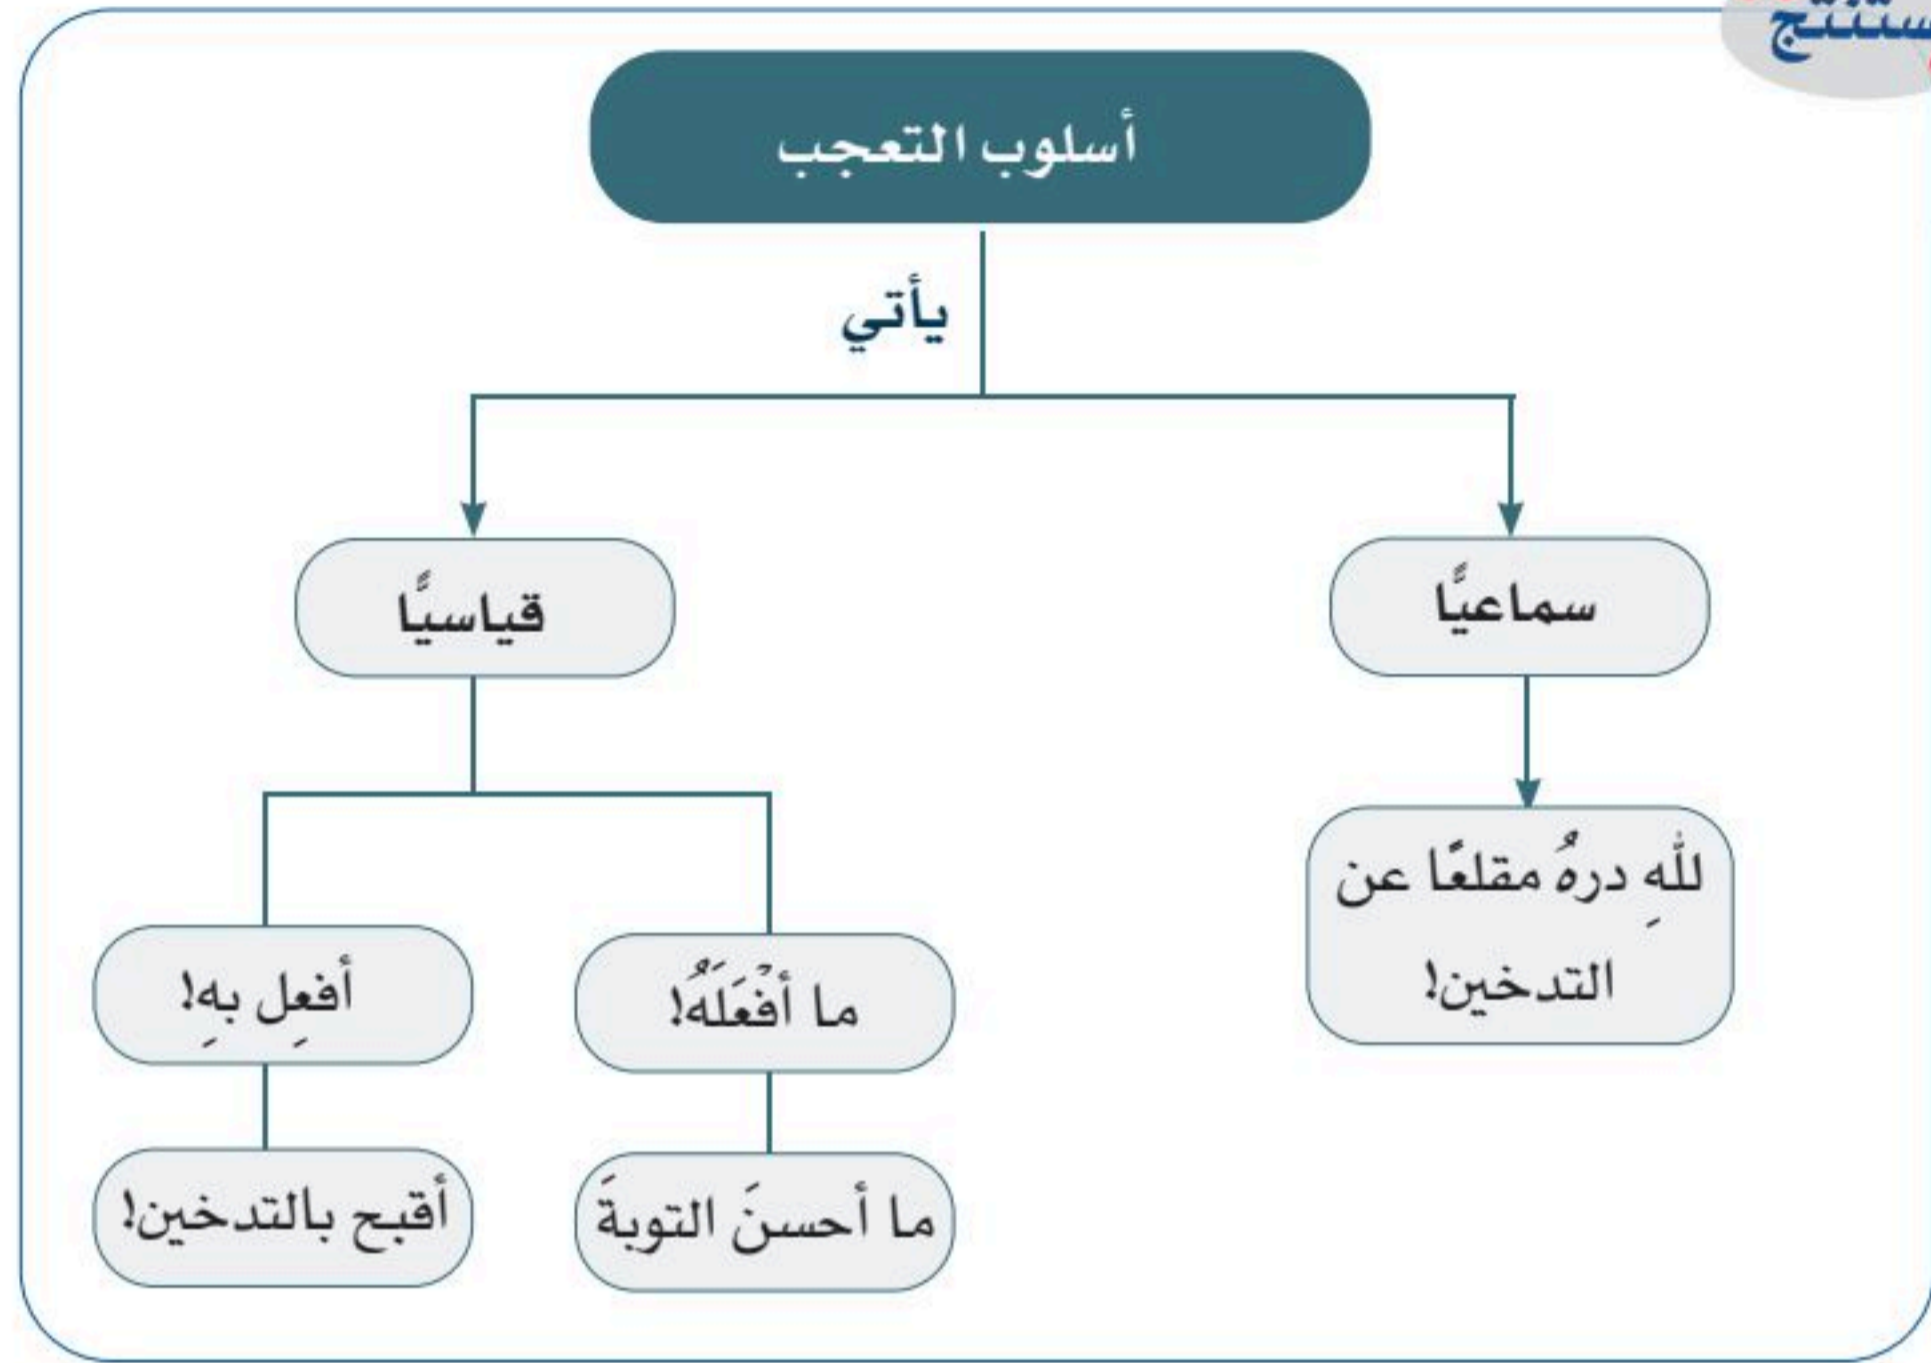 أسلوب التعجب
يأتي
سماعيًّا
قياسيًّا
للهِ درهُ مقلعًا عن
التدخين!
ما أفْعَلَهُ!
أفعِل بهِ!
ما أحسنَ التوبةَ
أقبح بالتدخين!